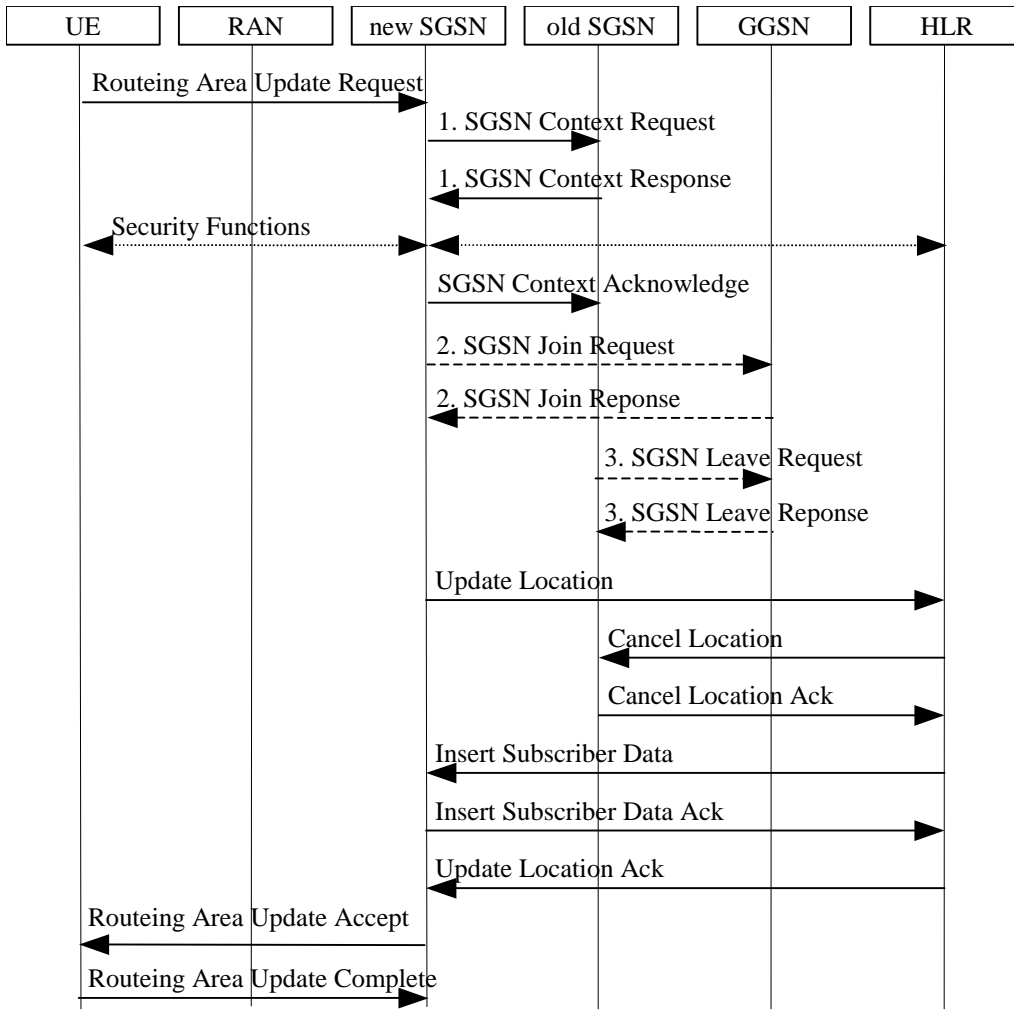 UE RAN new SGSN old SGSN GGSN HLR
Routeing Area Update Request
1. SGSN Context Request
1. SGSN Context Response
Security Functions
SGSN Context Acknowledge
2. SGSN Join Request
2. SGSN Join Reponse
3. SGSN Leave Request
3. SGSN Leave Reponse
Update Location
Cancel Location
Cancel Location Ack
Insert Subscriber Data
Insert Subscriber Data Ack
Update Location Ack
Routeing Area Update Accept
Routeing Area Update Complete